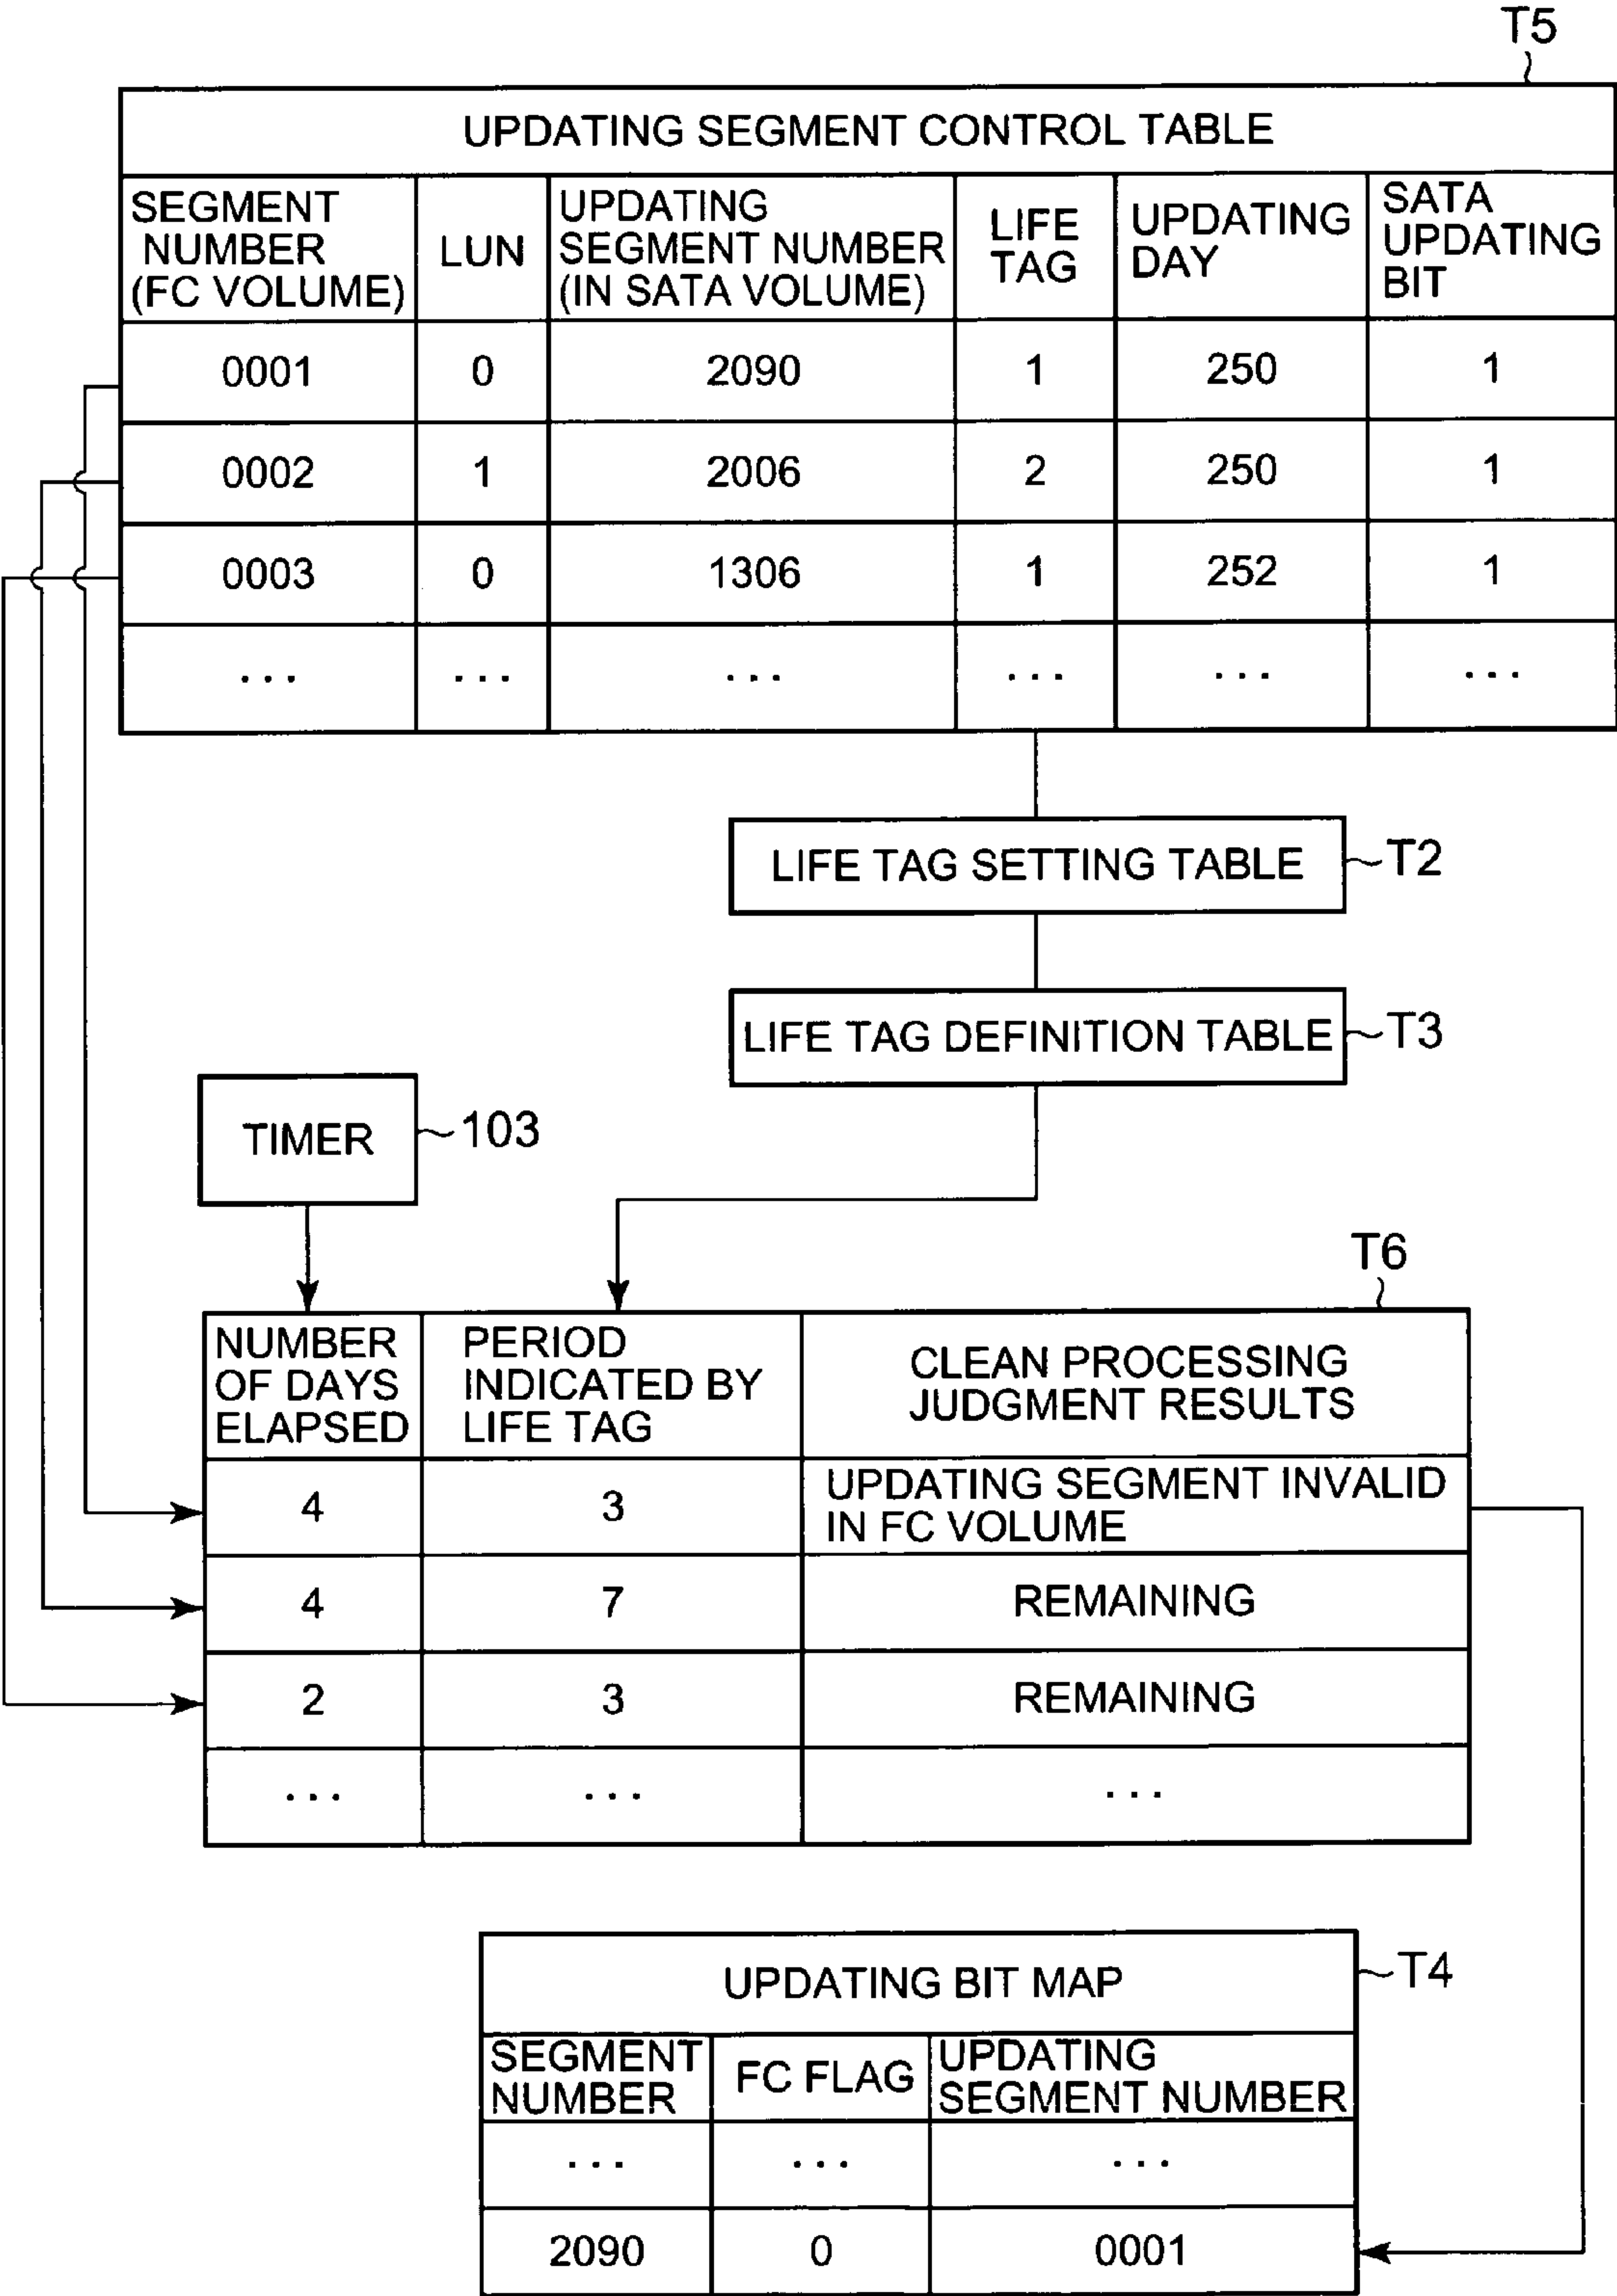 T5
UPDATING SEGMENT CONTROL TABLE
SEGMENT
NUMBER
(FC VOLUME)
LUN
UPDATING
SEGMENT NUMBER
(IN SATA VOLUME)
LIFE
TAG
UPDATING
DAY
SATA
UPDATING
BIT
0001 0 2090 1 250 1
0002 1 2006 2 250 1
0003 0 1306 1 252 1
... ... ... ... ... ...
LIFE TAG SETTING TABLE
T2
LIFE TAG DEFINITION TABLE
T3
TIMER
103
T6
NUMBER
OF DAYS
ELAPSED
PERIOD
INDICATED BY
LIFE TAG
CLEAN PROCESSING
JUDGMENT RESULTS
4 3 UPDATING SEGMENT INVALID
IN FC VOLUME
4 7 REMAINING
2 3 REMAINING
... ... ...
UPDATING BIT MAP
T4
SEGMENT
NUMBER
FC FLAG
UPDATING
SEGMENT NUMBER
... ... ...
2090 0 0001